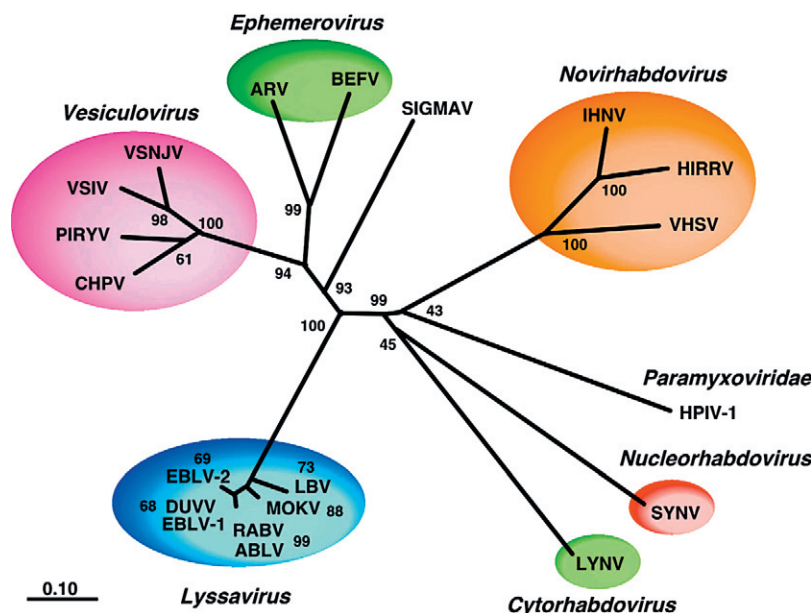 Ephemerovirus
ARV
BEFV
SIGMAV
Novirhabdovirus
IHNV
HIRRV
100
VHSV
100
Vesiculovirus
VSNJV
VSIV
98
100
PIRYV
61
CHPV
99
94
93
100
99
43
45
Paramyxoviridae
HPIV-1
Nucleorhabdovirus
SYNV
LYNV
Cytorhabdovirus
69
EBLV-2
73
LBV
68
DUVV
EBLV-1
MOKV
88
RABV
ABLV
99
Lyssavirus
0.10